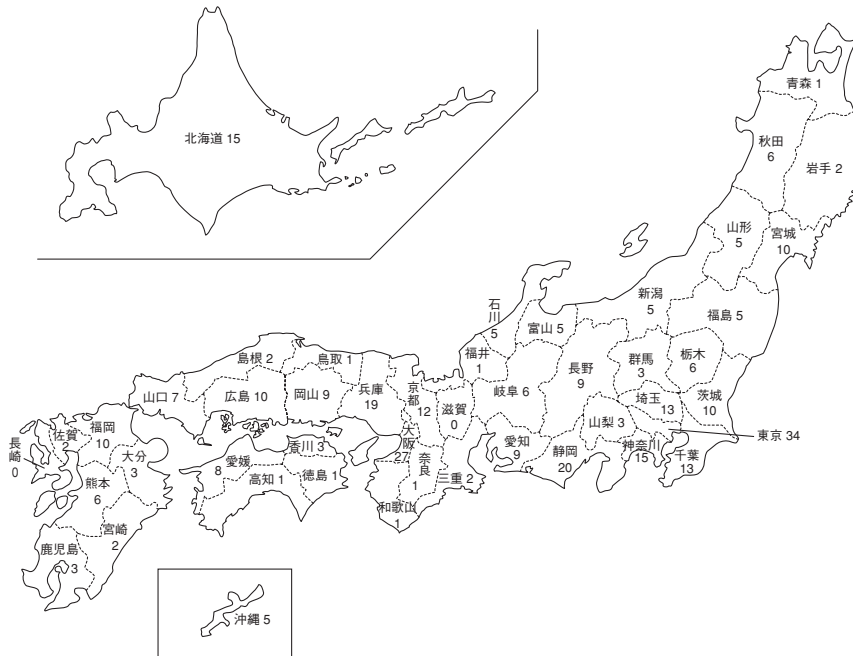 北海道 15
青森 1
秋田
6
岩手 2
山形
5
宮城
10
新潟
5
福島 5
石川
5
富山 5
福井
1
長野
9
群馬
3
栃木
6
茨城
10
埼玉
13
東京 34
千葉
13
神奈川
15
山梨 3
静岡
20
愛知
9
岐阜 6
三重 2
滋賀
0
京都
12
大阪
27
奈良
1
和歌山
1
兵庫
19
鳥取 1
島根 2
岡山 9
広島 10
山口 7
香川 3
愛媛
8
徳島 1
高知 1
福岡
10
佐賀
2
長崎
0
大分
3
熊本
6
宮崎
2
鹿児島
3
沖縄 5